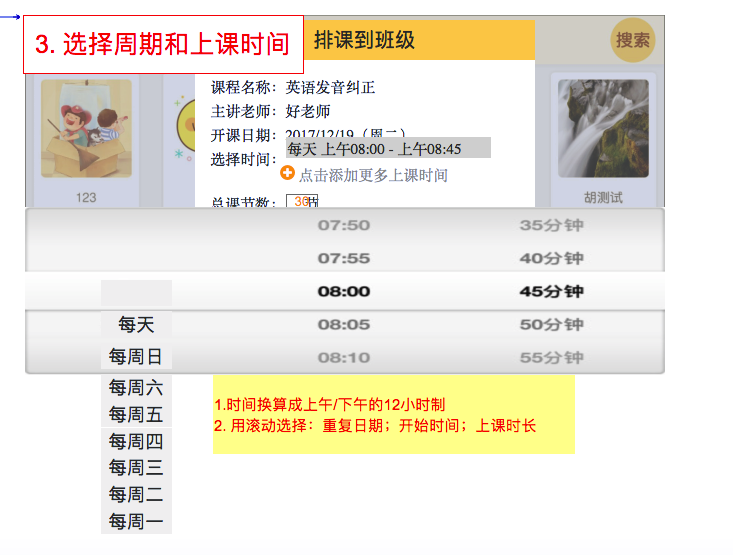 3. 选择周期和上课时间
排课到班级
搜索
课程名称：英语发音纠正
主讲老师：好老师
开课日期：2017/12/19（周二）
选择时间：每天 上午08:00 - 上午08:45
点击添加更多上课时间
总课节数：30节
123
胡测试
07:50 35分钟
07:55 40分钟
08:00 45分钟
每天 08:05 50分钟
每周日 08:10 55分钟
每周六
每周五
每周四
每周三
每周二
每周一
1.时间换算成上午/下午的12小时制
2. 用滚动选择：重复日期；开始时间；上课时长